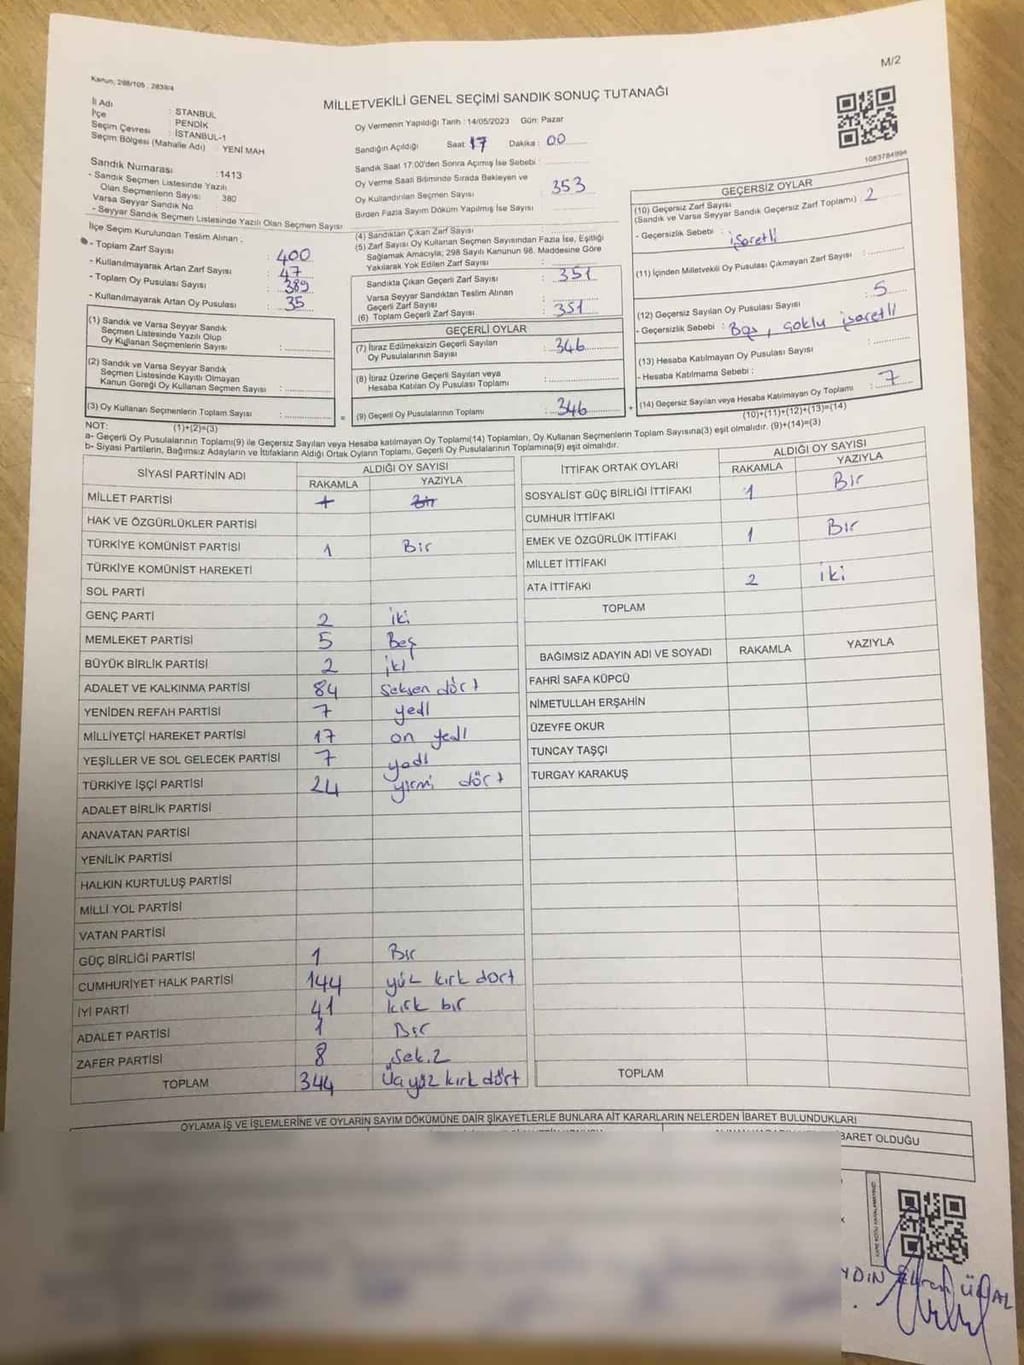 M/2
Kanun: 298/105 , 2839/4
MİLLETVEKİLİ GENEL SEÇİMİ SANDIK SONUÇ TUTANAĞI
İl Adı : İSTANBUL
İlçe : PENDİK
Seçim Çevresi : İSTANBUL-1
Seçim Bölgesi (Mahalle Adı) : YENİ MAH
Sandık Numarası : 1413
- Sandık Seçmen Listesinde Yazılı
Olan Seçmenlerin Sayısı : 380
Varsa Seyyar Sandık No
- Seyyar Sandık Seçmen Listesinde Yazılı Olan Seçmen Sayısı
İlçe Seçim Kurulundan Teslim Alınan ;
- Toplam Zarf Sayısı : 400
- Kullanılmayarak Artan Zarf Sayısı : 47
- Toplam Oy Pusulası Sayısı : 389
- Kullanılmayarak Artan Oy Pusulası : 35
(1) Sandık ve Varsa Seyyar Sandık
Seçmen Listesinde Yazılı Olup
Oy Kullanan Seçmenlerin Sayısı :
(2) Sandık ve Varsa Seyyar Sandık
Seçmen Listesinde Kayıtlı Olmayan
Kanun Gereği Oy Kullanan Seçmen Sayısı :
(3) Oy Kullanan Seçmenlerin Toplam Sayısı :
(1)+(2)=(3)
Oy Vermenin Yapıldığı Tarih : 14/05/2023 Gün: Pazar
Sandığın Açıldığı Saat : 17 Dakika : 00
Sandık Saat 17:00'den Sonra Açılmış İse Sebebi :
Oy Verme Saati Bitiminde Sırada Bekleyen ve
Oy Kullandırılan Seçmen Sayısı : 353
Birden Fazla Sayım Döküm Yapılmış İse Sayısı :
(4) Sandıktan Çıkan Zarf Sayısı :
(5) Zarf Sayısı Oy Kullanan Seçmen Sayısından Fazla İse, Eşitliği
Sağlamak Amacıyla; 298 Sayılı Kanunun 98. Maddesine Göre
Yakılarak Yok Edilen Zarf Sayısı :
Sandıkta Çıkan Geçerli Zarf Sayısı : 351
Varsa Seyyar Sandıktan Teslim Alınan
Geçerli Zarf Sayısı :
(6) Toplam Geçerli Zarf Sayısı : 351
GEÇERLİ OYLAR
(7) İtiraz Edilmeksizin Geçerli Sayılan
Oy Pusulalarının Sayısı : 346
(8) İtiraz Üzerine Geçerli Sayılan veya
Hesaba Katılan Oy Pusulası Toplamı :
= (9) Geçerli Oy Pusulalarının Toplamı : 346 +
1083784994
GEÇERSİZ OYLAR
(10) Geçersiz Zarf Sayısı
(Sandık ve Varsa Seyyar Sandık Geçersiz Zarf Toplamı) : 2
- Geçersizlik Sebebi : işaretli
(11) İçinden Milletvekili Oy Pusulası Çıkmayan Zarf Sayısı :
(12) Geçersiz Sayılan Oy Pusulası Sayısı : 5
- Geçersizlik Sebebi : Boş, çoklu işaretli
(13) Hesaba Katılmayan Oy Pusulası Sayısı :
- Hesaba Katılmama Sebebi :
(14) Geçersiz Sayılan veya Hesaba Katılmayan Oy Toplamı : 7
(10)+(11)+(12)+(13)=(14)
NOT:
a- Geçerli Oy Pusulalarının Toplamı(9) ile Geçersiz Sayılan veya Hesaba katılmayan Oy Toplamı(14) Toplamları, Oy Kullanan Seçmenlerin Toplam Sayısına(3) eşit olmalıdır. (9)+(14)=(3)
b- Siyasi Partilerin, Bağımsız Adayların ve İttifakların Aldığı Ortak Oyların Toplamı, Geçerli Oy Pusulalarının Toplamına(9) eşit olmalıdır.
SİYASİ PARTİNİN ADI ALDIĞI OY SAYISI
RAKAMLA YAZIYLA
MİLLET PARTİSİ 1 Bir
HAK VE ÖZGÜRLÜKLER PARTİSİ
TÜRKİYE KOMÜNİST PARTİSİ 1 Bir
TÜRKİYE KOMÜNİST HAREKETİ
SOL PARTİ
GENÇ PARTİ 2 iki
MEMLEKET PARTİSİ 5 Beş
BÜYÜK BİRLİK PARTİSİ 2 iki
ADALET VE KALKINMA PARTİSİ 84 Seksen dört
YENİDEN REFAH PARTİSİ 7 yedi
MİLLİYETÇİ HAREKET PARTİSİ 17 on yedi
YEŞİLLER VE SOL GELECEK PARTİSİ 7 yadi
TÜRKİYE İŞÇİ PARTİSİ 24 yirmi dört
ADALET BİRLİK PARTİSİ
ANAVATAN PARTİSİ
YENİLİK PARTİSİ
HALKIN KURTULUŞ PARTİSİ
MİLLİ YOL PARTİSİ
VATAN PARTİSİ
GÜÇ BİRLİĞİ PARTİSİ 1 Bir
CUMHURİYET HALK PARTİSİ 144 yüz kırk dört
İYİ PARTİ 41 kırk bir
ADALET PARTİSİ 1 Bir
ZAFER PARTİSİ 8 Sekiz
TOPLAM 344 Üçyüz kırk dört
İTTİFAK ORTAK OYLARI ALDIĞI OY SAYISI
RAKAMLA YAZIYLA
SOSYALİST GÜÇ BİRLİĞİ İTTİFAKI 1 Bir
CUMHUR İTTİFAKI
EMEK VE ÖZGÜRLÜK İTTİFAKI 1 Bir
MİLLET İTTİFAKI
ATA İTTİFAKI 2 iki
TOPLAM
BAĞIMSIZ ADAYIN ADI VE SOYADI RAKAMLA YAZIYLA
FAHRİ SAFA KÜPCÜ
NİMETULLAH ERŞAHİN
ÜZEYFE OKUR
TUNCAY TAŞÇI
TURGAY KARAKUŞ
TOPLAM
OYLAMA İŞ VE İŞLEMLERİNE VE OYLARIN SAYIM DÖKÜMÜNE DAİR ŞİKAYETLERLE BUNLARA AİT KARARLARIN NELERDEN İBARET BULUNDUKLARI
BARET OLDUĞU
YDIN